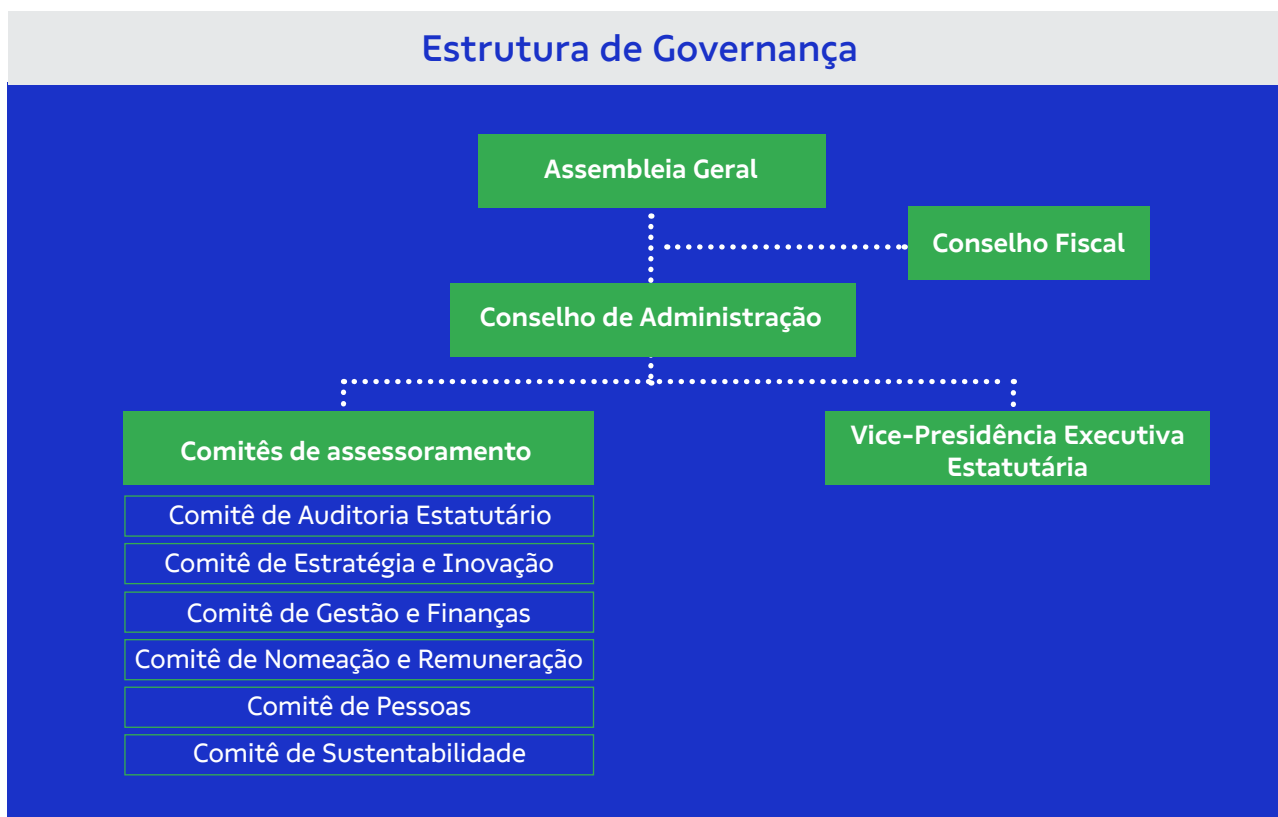 Estrutura de Governança
Assembleia Geral
Conselho Fiscal
Conselho de Administração
Comitês de assessoramento
Vice-Presidência Executiva
Estatutária
Comitê de Auditoria Estatutário
Comitê de Estratégia e Inovação
Comitê de Gestão e Finanças
Comitê de Nomeação e Remuneração
Comitê de Pessoas
Comitê de Sustentabilidade